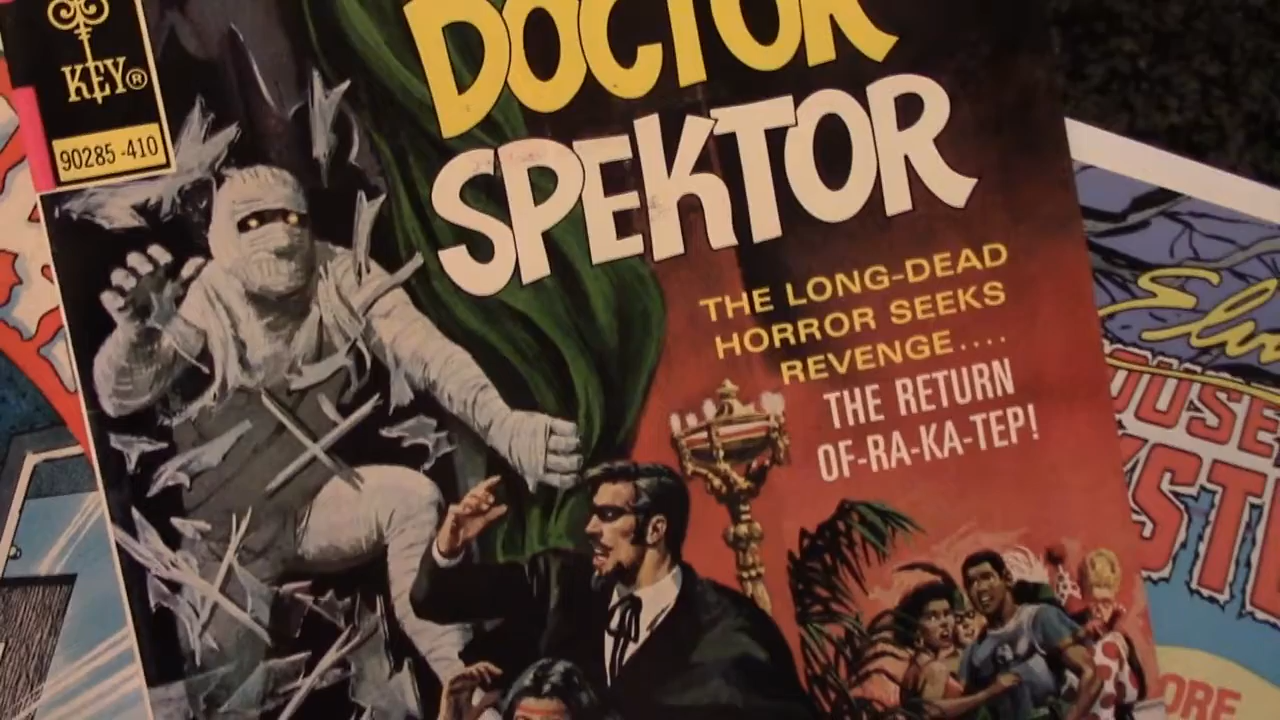 KEY®
90285-410
DOCTOR
SPEKTOR
THE LONG-DEAD
HORROR SEEKS
REVENGE....
THE RETURN
OF-RA-KA-TEP!